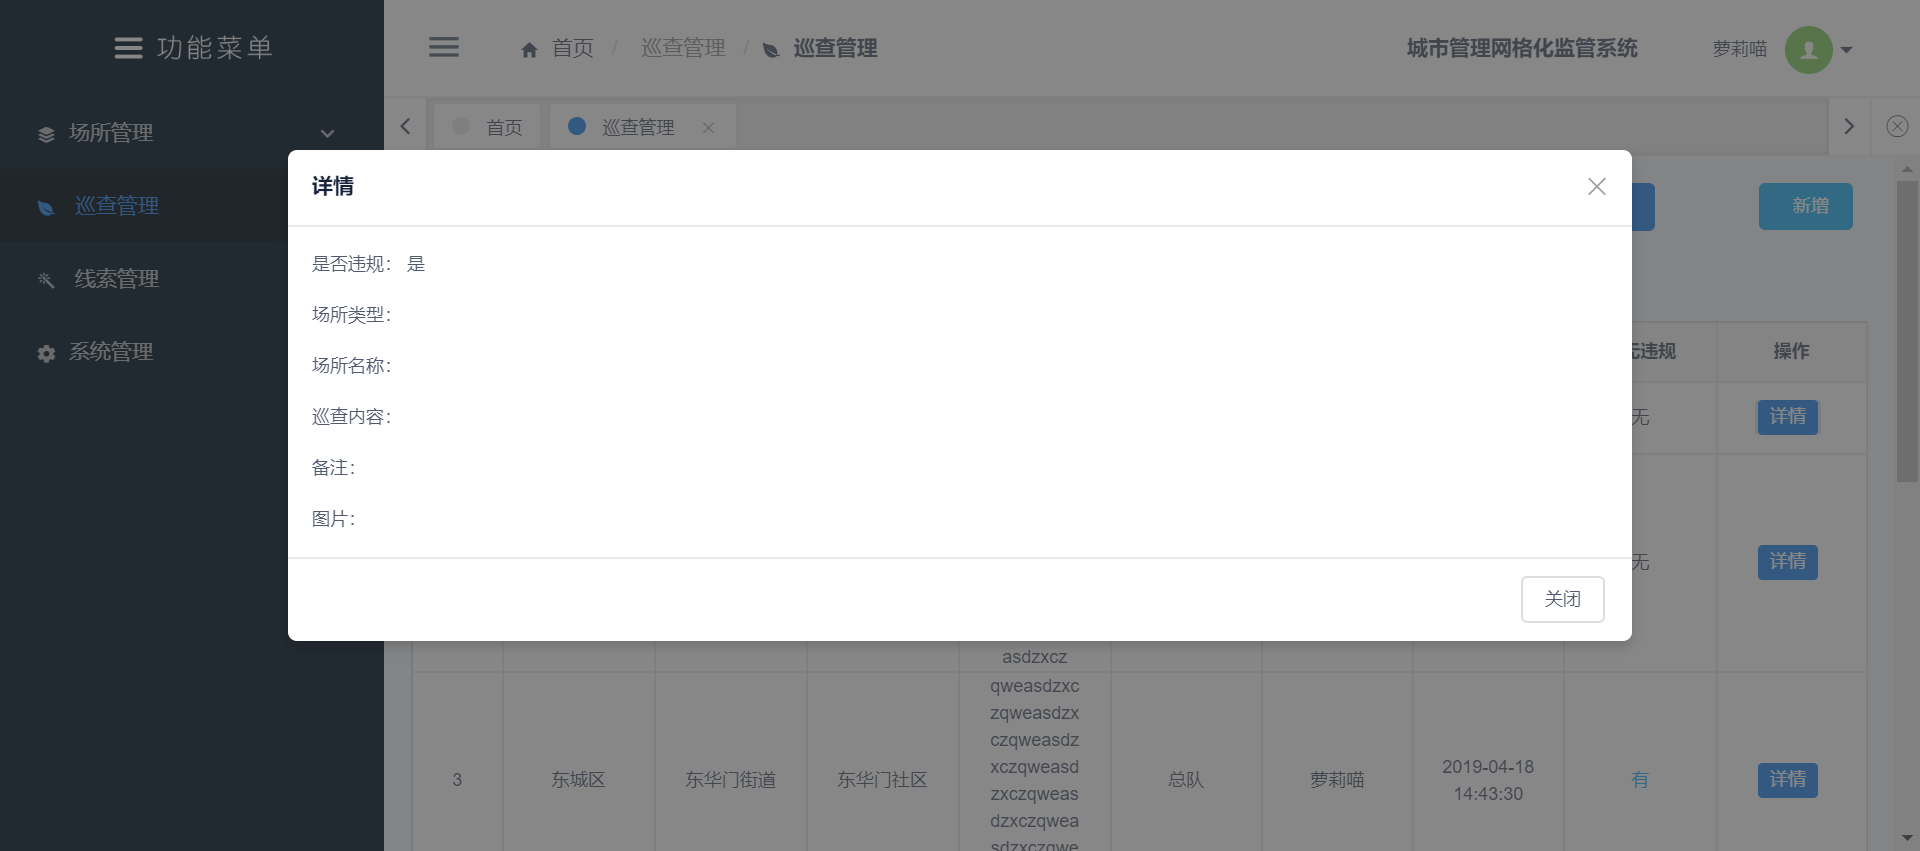 功能菜单
首页 / 巡查管理 / 巡查管理
城市管理网格化监管系统
萝莉喵
场所管理
巡查管理
线索管理
系统管理
首页
巡查管理
新增
详情
是否违规： 是
场所类型：
场所名称：
巡查内容：
备注：
图片：
关闭
违规
操作
无
详情
无
详情
asdzxcz
3
东城区
东华门街道
东华门社区
qweasdzxc
zqweasdzx
czqweasdz
xczqweasd
zxczqweas
dzxczqwea
sdzxczqwe
总队
萝莉喵
2019-04-18
14:43:30
有
详情